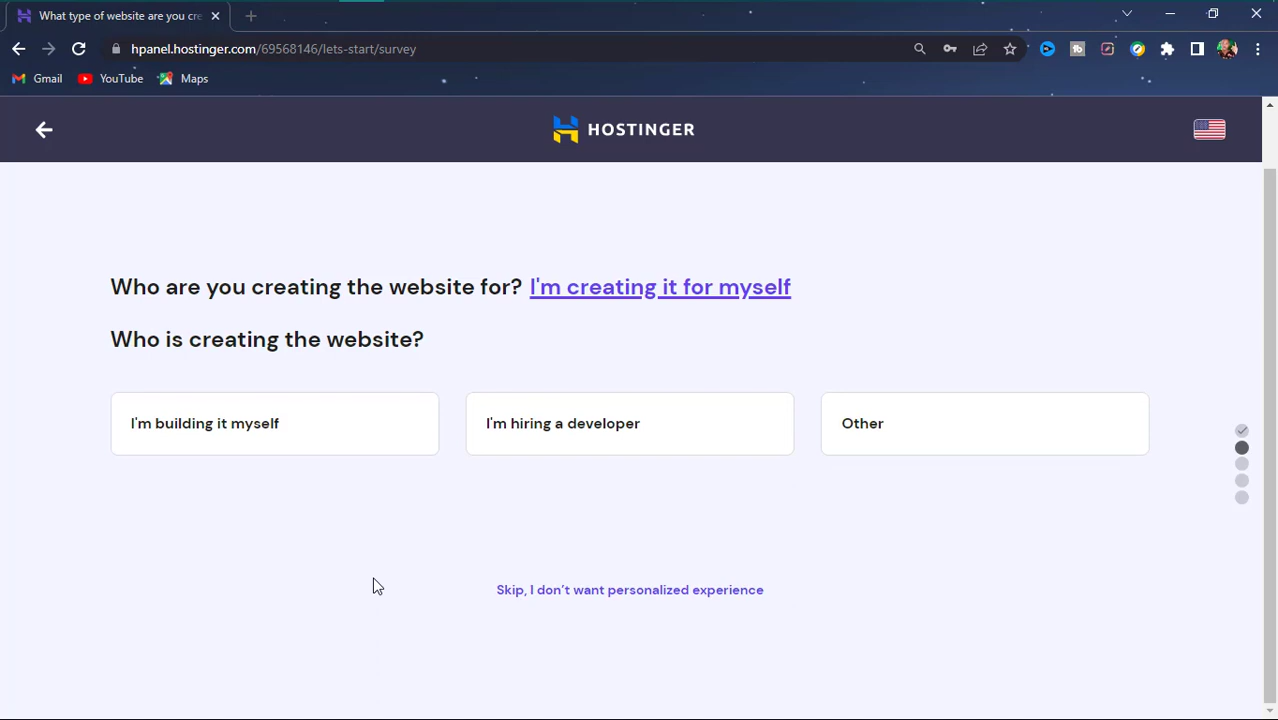 What type of website are you cre
hpanel.hostinger.com/69568146/lets-start/survey
Gmail YouTube Maps
HOSTINGER
Who are you creating the website for? I'm creating it for myself
Who is creating the website?
I'm building it myself I'm hiring a developer Other
Skip, I don't want personalized experience